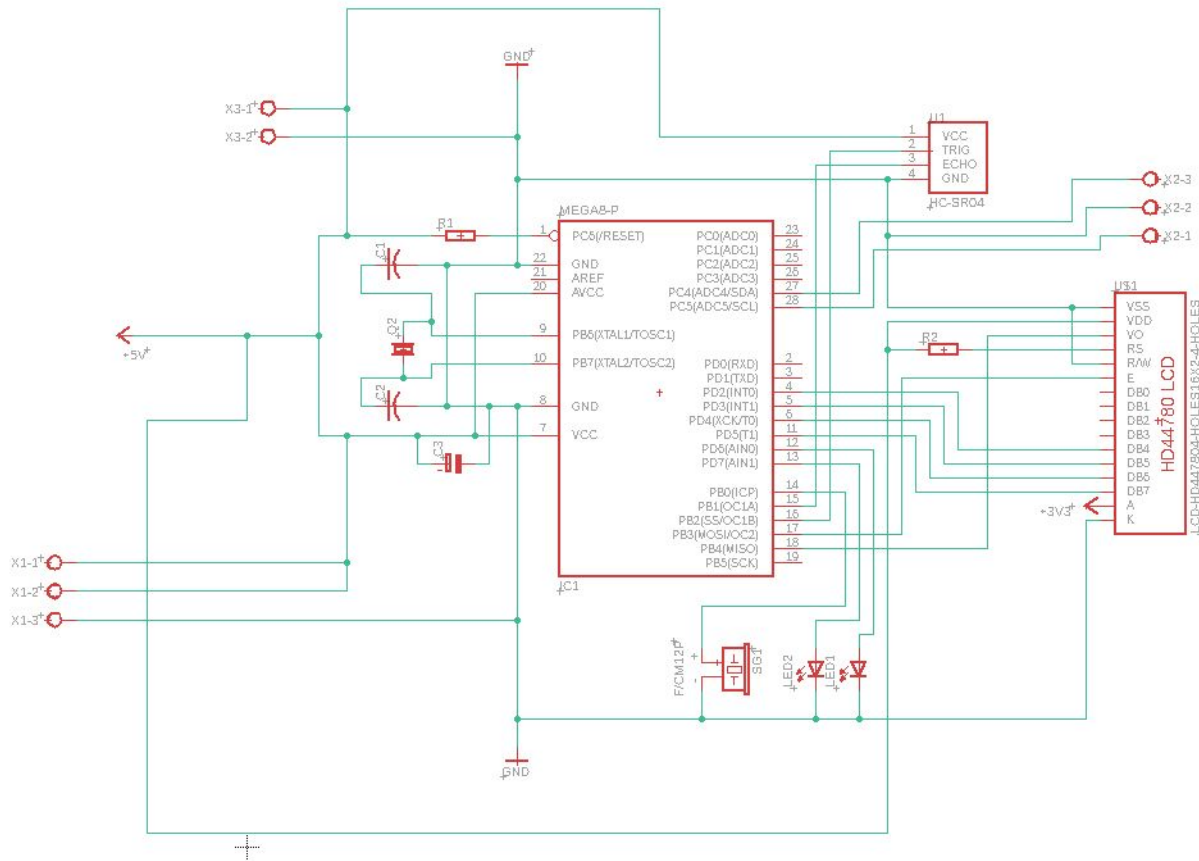 GND
X3-1
X3-2
U1
1 VCC
2 TRIG
3 ECHO
4 GND
HC-SR04
X2-3
X2-2
X2-1
MEGA8-P
R1
C1
Q2
C2
C3
+5V
1 PC6(/RESET)
22 GND
21 AREF
20 AVCC
9 PB6(XTAL1/TOSC1)
10 PB7(XTAL2/TOSC2)
8 GND
7 VCC
PC0(ADC0) 23
PC1(ADC1) 24
PC2(ADC2) 25
PC3(ADC3) 26
PC4(ADC4/SDA) 27
PC5(ADC5/SCL) 28
PD0(RXD) 2
PD1(TXD) 3
PD2(INT0) 4
PD3(INT1) 5
PD4(XCK/T0) 6
PD5(T1) 11
PD6(AIN0) 12
PD7(AIN1) 13
PB0(ICP) 14
PB1(OC1A) 15
PB2(SS/OC1B) 16
PB3(MOSI/OC2) 17
PB4(MISO) 18
PB5(SCK) 19
IC1
R2
VSS
VDD
VO
RS
R/W
E
DB0
DB1
DB2
DB3
DB4
DB5
DB6
DB7
A
K
HD44780 LCD
+3V3
X1-1
X1-2
X1-3
F/CM12P
SG1
LED2
LED1
GND